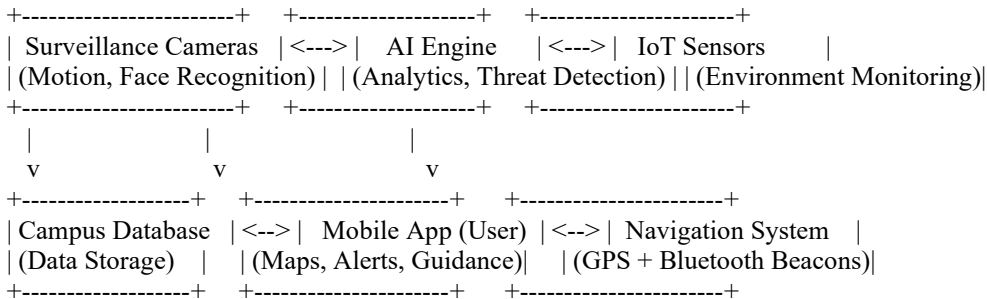 +------------------------+ +--------------------+ +----------------------+
| Surveillance Cameras |<--->| AI Engine |<--->| IoT Sensors |
|(Motion, Face Recognition)| |(Analytics, Threat Detection)||(Environment Monitoring)|
+------------------------+ +--------------------+ +----------------------+
| | |
v v v
+-------------------+ +----------------------+ +-----------------------+
|Campus Database |<-->| Mobile App (User) |<-->| Navigation System |
|(Data Storage) | |(Maps, Alerts, Guidance)| |(GPS + Bluetooth Beacons)|
+-------------------+ +----------------------+ +-----------------------+